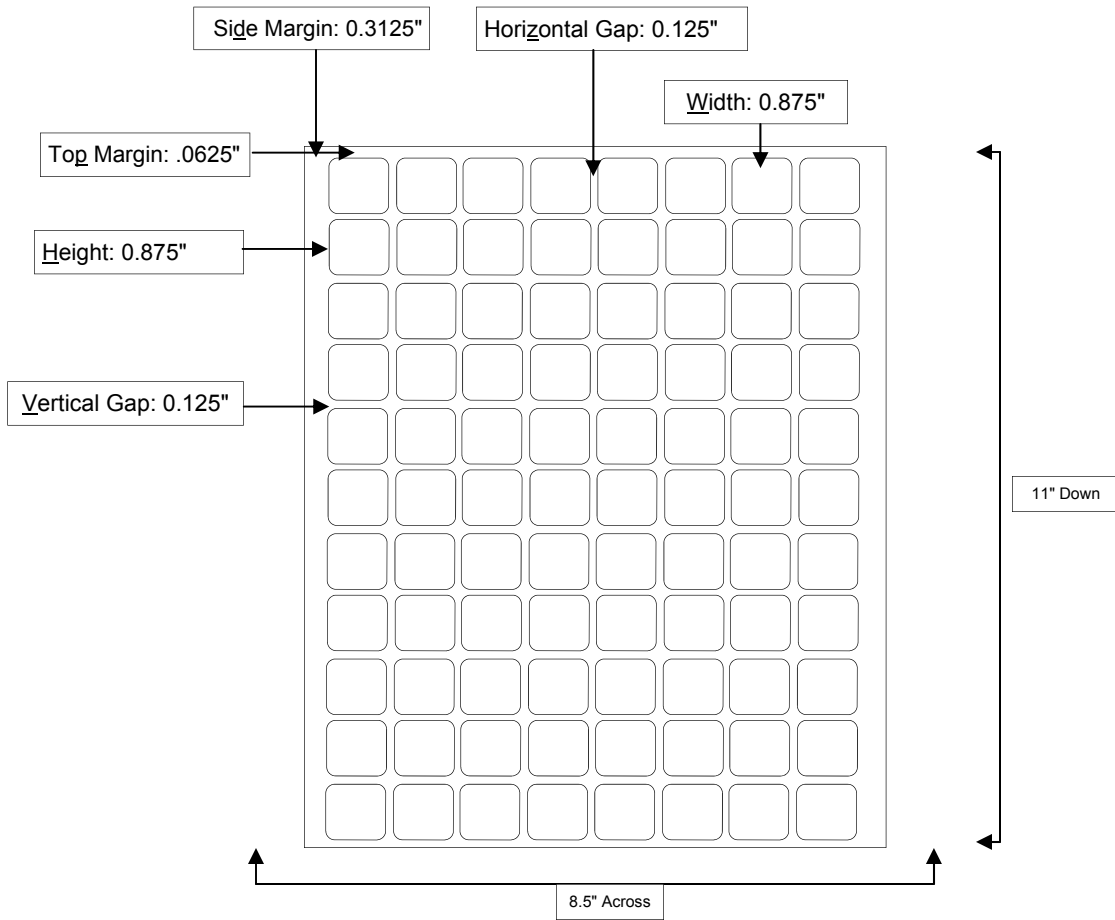 Side Margin: 0.3125"
Horizontal Gap: 0.125"
Width: 0.875"
Top Margin: .0625"
Height: 0.875"
Vertical Gap: 0.125"
11" Down
8.5" Across